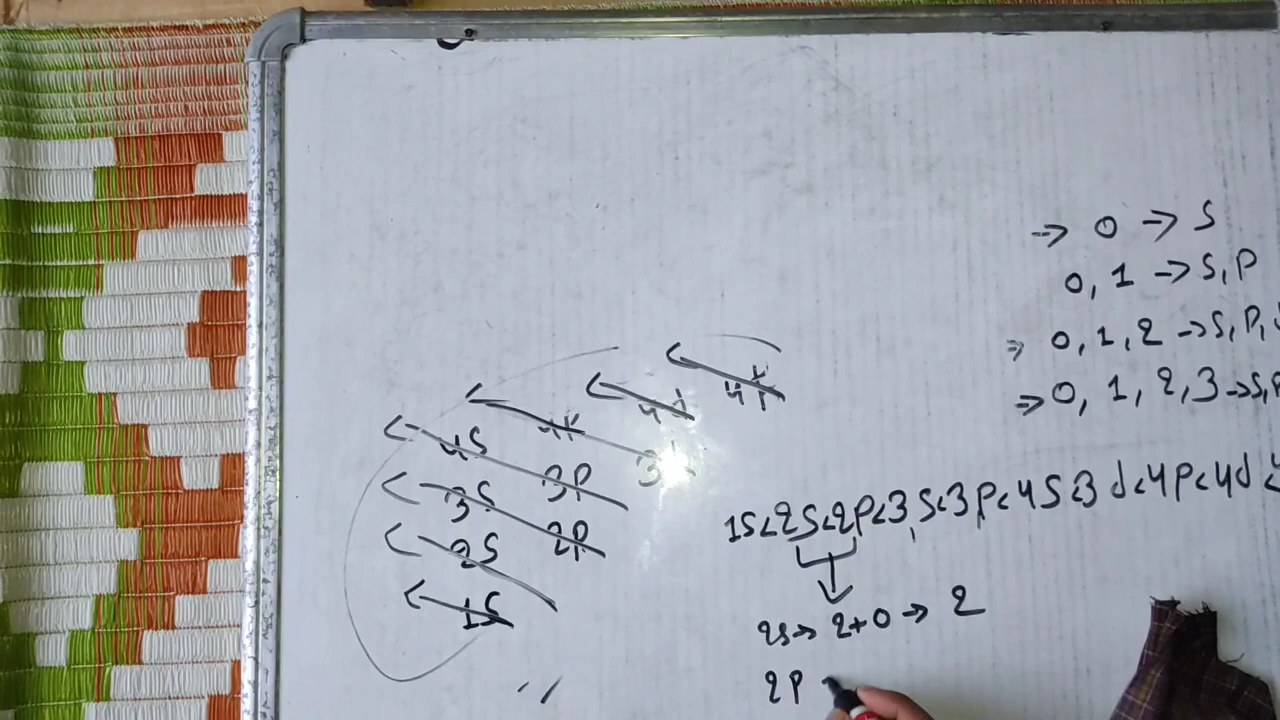 → 0 → S
0, 1 → S, P
⇒ 0, 1, 2 → S, P,
⇒ 0, 1, 2, 3 → S, P
4f
4d
4S 4P 3d
3S 3P
2S 2P
1S
1S<2S<2P<3S<3P<4S<3d<4P<4d<4
2s → 2+0 → 2
2P